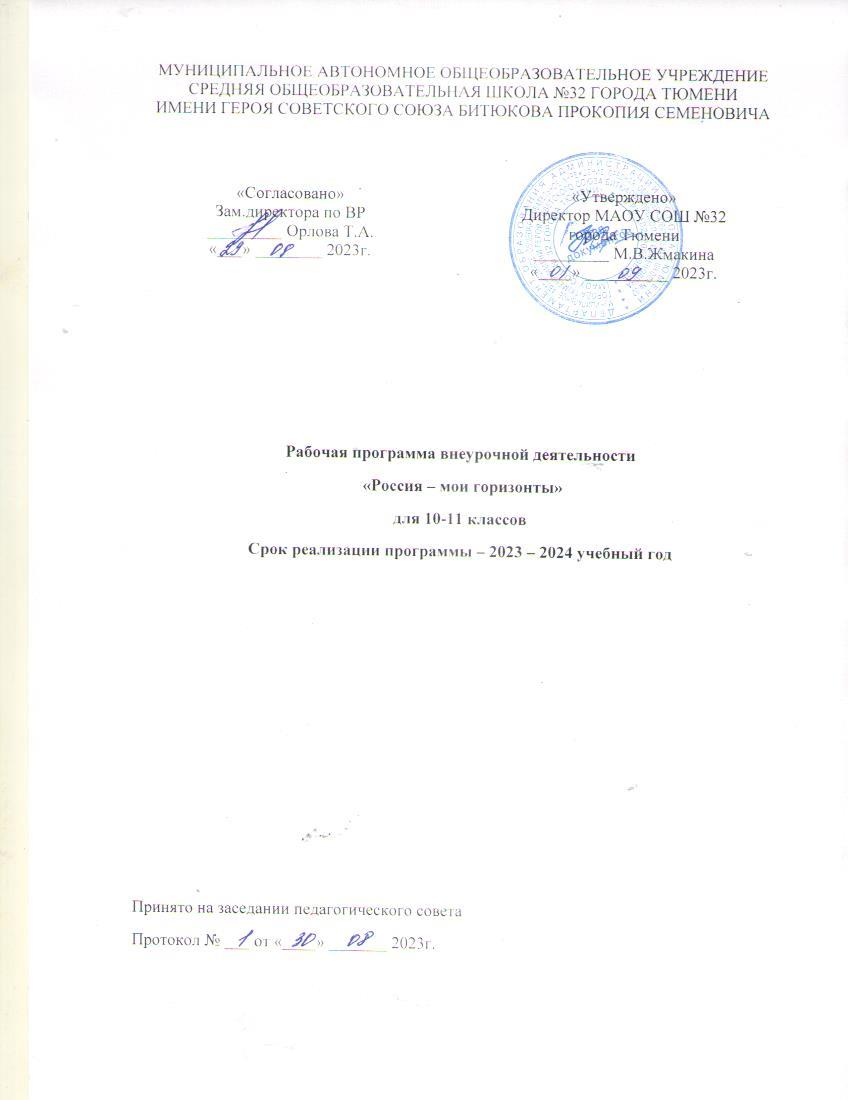 МУНИЦИПАЛЬНОЕ АВТОНОМНОЕ ОБЩЕОБРАЗОВАТЕЛЬНОЕ УЧРЕЖДЕНИЕ
СРЕДНЯЯ ОБЩЕОБРАЗОВАТЕЛЬНАЯ ШКОЛА №32 ГОРОДА ТЮМЕНИ
ИМЕНИ ГЕРОЯ СОВЕТСКОГО СОЮЗА БИТЮКОВА ПРОКОПИЯ СЕМЕНОВИЧА
«Согласовано»
Зам.директора по ВР
Орлова Т.А.
«29» 08 2023г.
«Утверждено»
Директор МАОУ СОШ №32
города Тюмени
М.В.Жмакина
«01» 09 2023г.
Рабочая программа внеурочной деятельности
«Россия – мои горизонты»
для 10-11 классов
Срок реализации программы – 2023 – 2024 учебный год
Принято на заседании педагогического совета
Протокол № 1 от «30» 08 2023г.